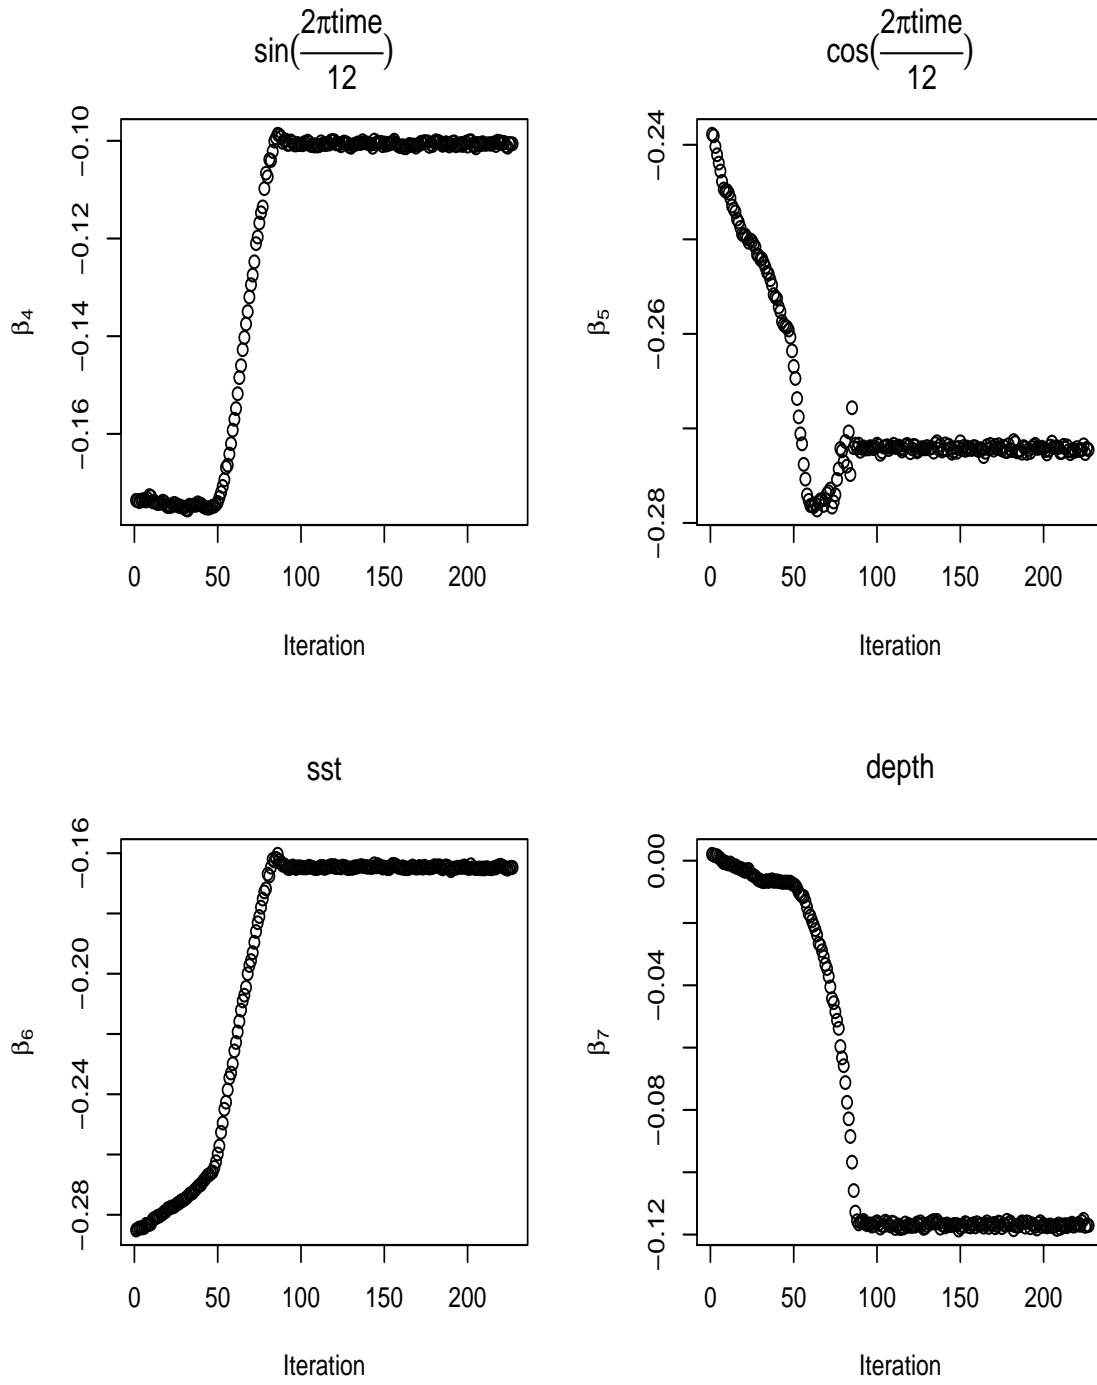 sin(2πtime/12)
β4
-0.10
-0.12
-0.14
-0.16
0 50 100 150 200
Iteration
cos(2πtime/12)
β5
-0.24
-0.26
-0.28
0 50 100 150 200
Iteration
sst
β6
-0.16
-0.20
-0.24
-0.28
0 50 100 150 200
Iteration
depth
β7
0.00
-0.04
-0.08
-0.12
0 50 100 150 200
Iteration